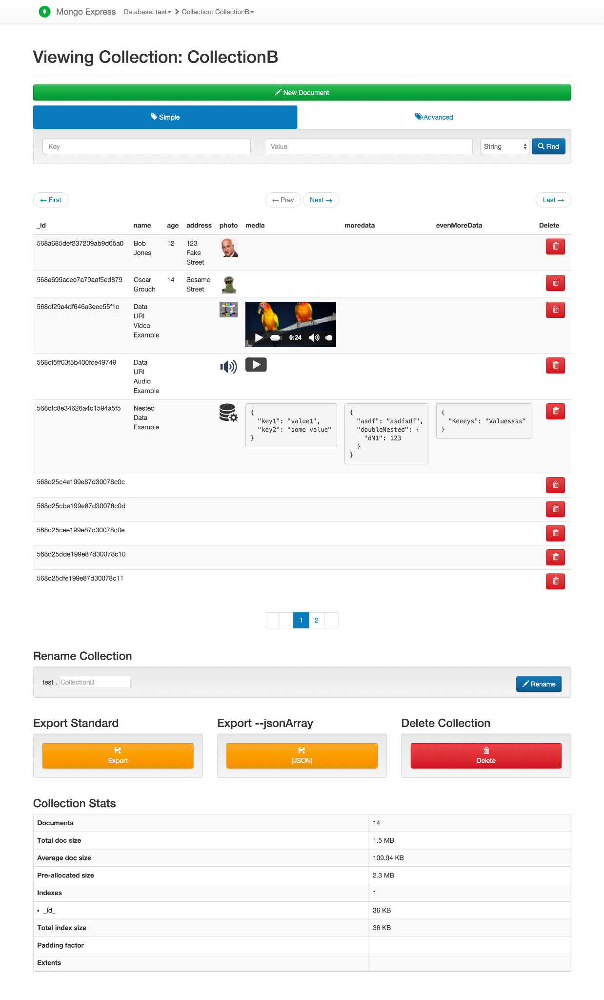 Mongo Express Database: test Collection: CollectionB
Viewing Collection: CollectionB
New Document
Simple Advanced
Key Value String Find
← First ← Prev Next → Last →
_id name age address photo media moredata evenMoreData Delete
568a685def237209ab9d65a0 Bob 12 123
Jones Fake
Street
568a695acee7a79aaf5ed879 Oscar 14 Sesame
Grouch Street
568cf29a4df646a3eee55f1c Data
URI
Video
Example
0:24
568cf5ff03f5b400fce49749 Data
URI
Audio
Example
568cfc8e34626a4c1594a5f5 Nested
Data
Example
{
"key1": "value1",
"key2": "some value"
}
{
"asdf": "asdfsdf",
"doubleNested": {
"dN1": 123
}
}
{
"Keeeys": "Valuessss"
}
568d25c4e199e87d30078c0c
568d25cbe199e87d30078c0d
568d25cee199e87d30078c0e
568d25dde199e87d30078c10
568d25dfe199e87d30078c11
1 2
Rename Collection
test . CollectionB Rename
Export Standard Export --jsonArray Delete Collection
Export [JSON] Delete
Collection Stats
Documents 14
Total doc size 1.5 MB
Average doc size 109.94 KB
Pre-allocated size 2.3 MB
Indexes 1
• _id_ 36 KB
Total index size 36 KB
Padding factor
Extents